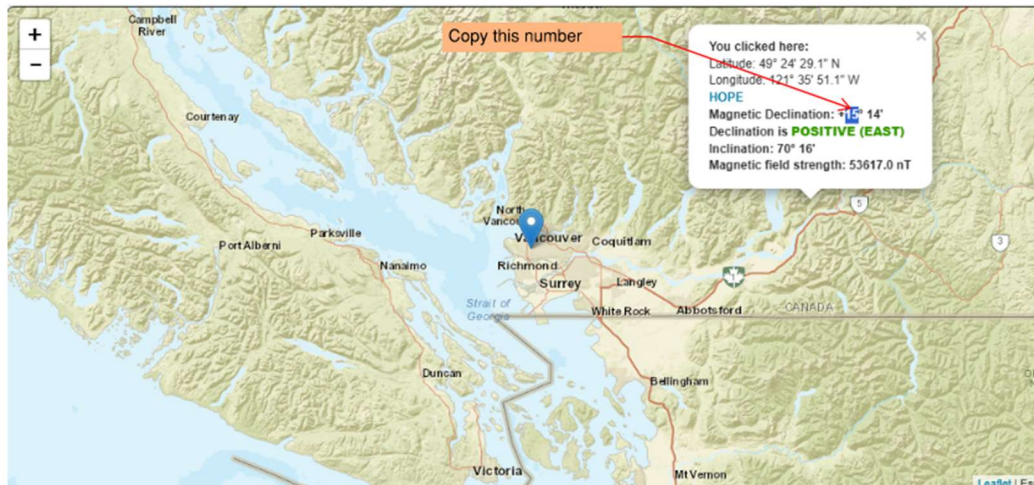 Campbell
River
+
−
Copy this number
×
You clicked here:
Latitude: 49° 24' 29.1" N
Longitude: 121° 35' 51.1" W
HOPE
Magnetic Declination: +15° 14'
Declination is POSITIVE (EAST)
Inclination: 70° 16'
Magnetic field strength: 53617.0 nT
Courtenay
5
North
Vancouver
Vancouver
Coquitlam
3
Parksville
Port Alberni
Nanaimo
Richmond
Surrey
Langley
1
Strait of
Georgia
White Rock
Abbotsford
CANADA
Duncan
Bellingham
Victoria
Mt Vernon
Leaflet |